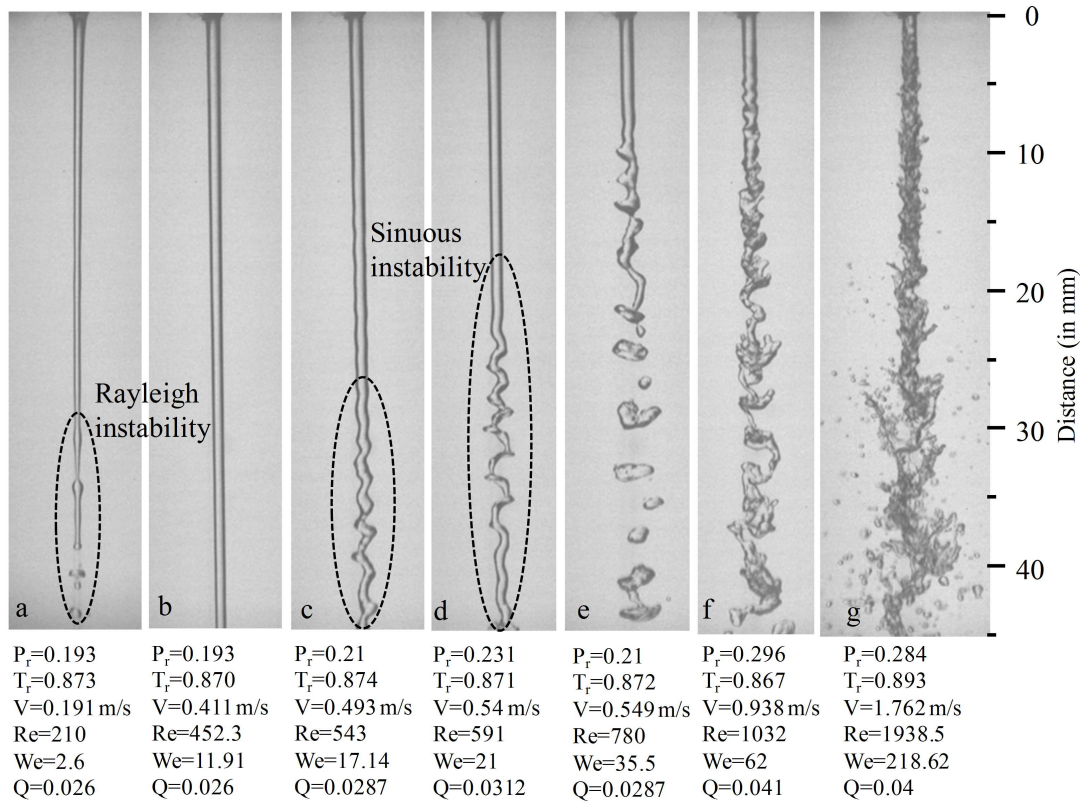 0
10
20
30
40
Distance (in mm)
Rayleigh
instability
Sinuous
instability
a
b
c
d
e
f
g
Pr=0.193
Tr=0.873
V=0.191 m/s
Re=210
We=2.6
Q=0.026
Pr=0.193
Tr=0.870
V=0.411 m/s
Re=452.3
We=11.91
Q=0.026
Pr=0.21
Tr=0.874
V=0.493 m/s
Re=543
We=17.14
Q=0.0287
Pr=0.231
Tr=0.871
V=0.54 m/s
Re=591
We=21
Q=0.0312
Pr=0.21
Tr=0.872
V=0.549 m/s
Re=780
We=35.5
Q=0.0287
Pr=0.296
Tr=0.867
V=0.938 m/s
Re=1032
We=62
Q=0.041
Pr=0.284
Tr=0.893
V=1.762 m/s
Re=1938.5
We=218.62
Q=0.04